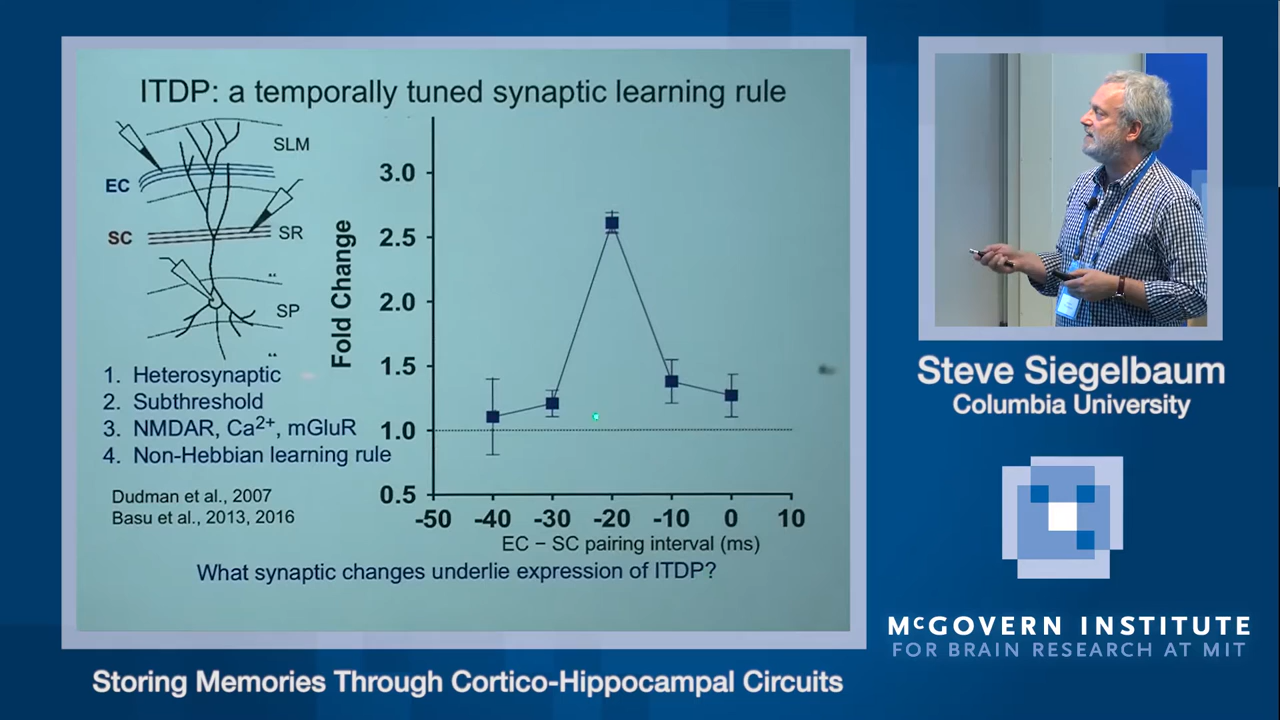 ITDP: a temporally tuned synaptic learning rule
SLM
EC
SC
SR
SP
1. Heterosynaptic
2. Subthreshold
3. NMDAR, Ca2+, mGluR
4. Non-Hebbian learning rule
Dudman et al., 2007
Basu et al., 2013, 2016
Fold Change
3.0
2.5
2.0
1.5
1.0
0.5
-50 -40 -30 -20 -10 0 10
EC − SC pairing interval (ms)
What synaptic changes underlie expression of ITDP?
Steve Siegelbaum
Columbia University
McGOVERN INSTITUTE
FOR BRAIN RESEARCH AT MIT
Storing Memories Through Cortico-Hippocampal Circuits